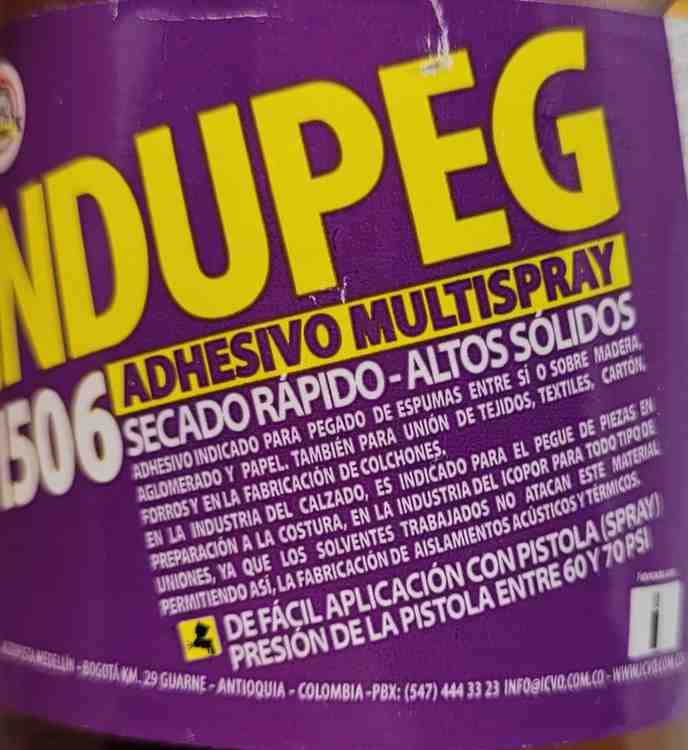 NDUPEG
ADHESIVO MULTISPRAY
506
SECADO RÁPIDO - ALTOS SÓLIDOS
ADHESIVO INDICADO PARA PEGADO DE ESPUMAS ENTRE SÍ O SOBRE MADERA,
AGLOMERADO Y PAPEL. TAMBIÉN PARA UNIÓN DE TEJIDOS, TEXTILES, CARTÓN,
FORROS Y EN LA FABRICACIÓN DE COLCHONES.
EN LA INDUSTRIA DEL CALZADO, ES INDICADO PARA EL PEGUE DE PIEZAS EN
PREPARACIÓN A LA COSTURA, EN LA INDUSTRIA DEL ICOPOR PARA TODO TIPO DE
UNIONES, YA QUE LOS SOLVENTES TRABAJADOS NO ATACAN ESTE MATERIAL
PERMITIENDO ASÍ, LA FABRICACIÓN DE AISLAMIENTOS ACÚSTICOS Y TÉRMICOS.
DE FÁCIL APLICACIÓN CON PISTOLA (SPRAY)
PRESIÓN DE LA PISTOLA ENTRE 60 Y 70 PSI
MEDELLÍN - BOGOTÁ KM. 29 GUARNE - ANTIOQUIA - COLOMBIA - PBX: (547) 444 33 23 INFO@ICVO.COM.CO - WWW.ICVO.COM.CO